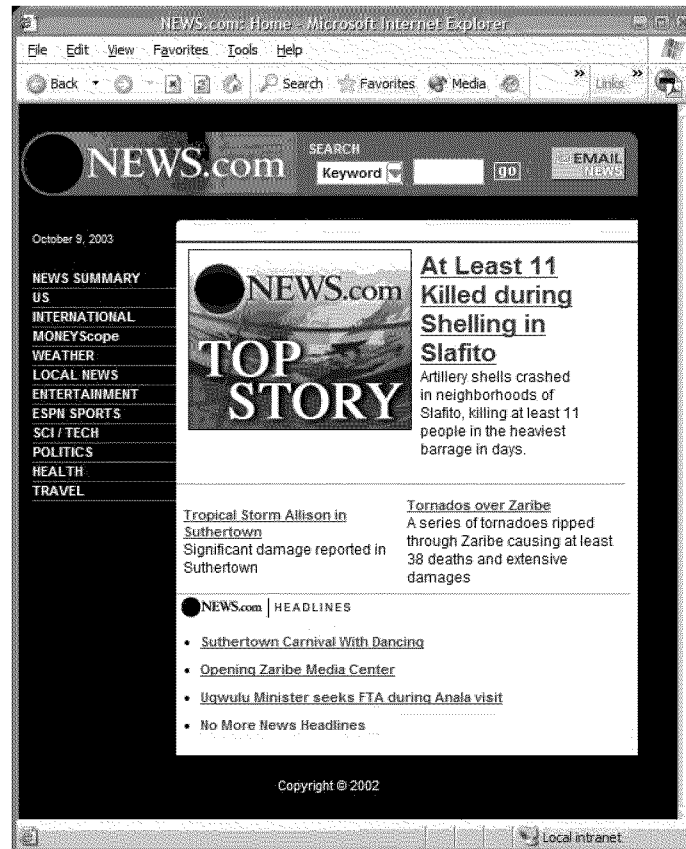 NEWS.com: Home - Microsoft Internet Explorer
File Edit View Favorites Tools Help
Back Search Favorites Media » Links »
NEWS.com
SEARCH
Keyword go
EMAIL
NEWS
October 9, 2003
NEWS SUMMARY
US
INTERNATIONAL
MONEYScope
WEATHER
LOCAL NEWS
ENTERTAINMENT
ESPN SPORTS
SCI / TECH
POLITICS
HEALTH
TRAVEL
NEWS.com
TOP
STORY
At Least 11
Killed during
Shelling in
Slafito
Artillery shells crashed
in neighborhoods of
Slafito, killing at least 11
people in the heaviest
barrage in days.
Tropical Storm Allison in
Suthertown
Significant damage reported in
Suthertown
Tornados over Zaribe
A series of tornadoes ripped
through Zaribe causing at least
38 deaths and extensive
damages
NEWS.com | HEADLINES
• Suthertown Carnival With Dancing
• Opening Zaribe Media Center
• Ugwulu Minister seeks FTA during Anala visit
• No More News Headlines
Copyright © 2002
Local intranet